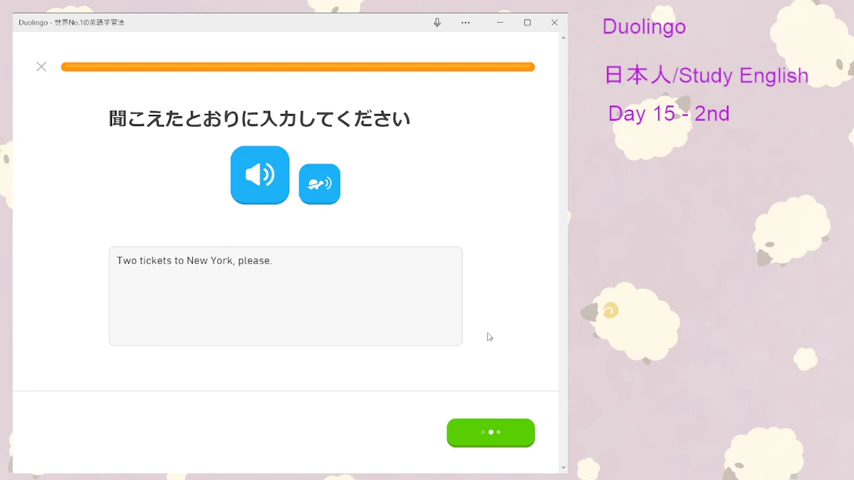 Duolingo - 世界No.1の英語学習法
聞こえたとおりに入力してください
Two tickets to New York, please.
Duolingo
日本人/Study English
Day 15 - 2nd